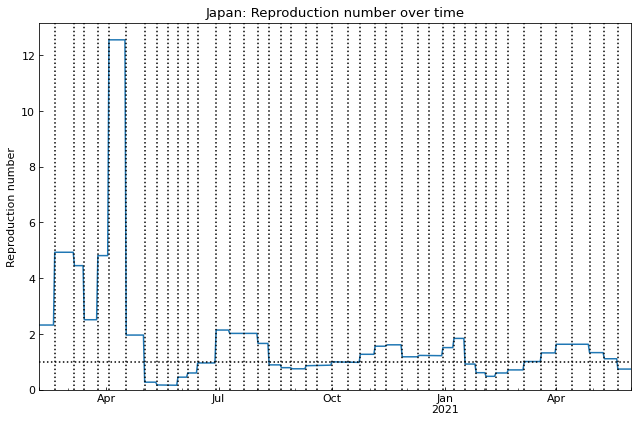 Japan: Reproduction number over time
Reproduction number
12
10
8
6
4
2
0
Apr
Jul
Oct
Jan
2021
Apr